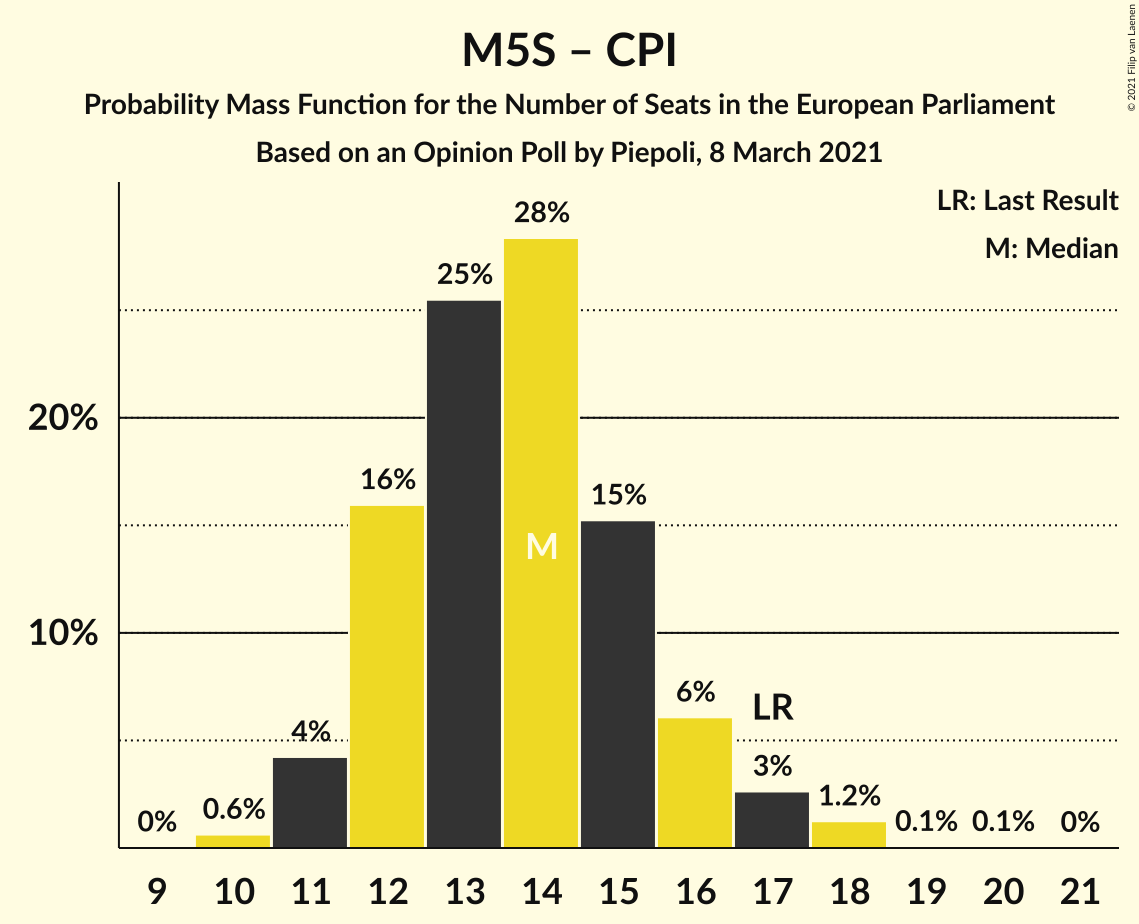 M5S – CPI
Probability Mass Function for the Number of Seats in the European Parliament
Based on an Opinion Poll by Piepoli, 8 March 2021
© 2021 Filip van Laenen
LR: Last Result
M: Median
20%
10%
0%
0.6%
4%
16%
25%
28%
M
15%
6%
LR
3%
1.2%
0.1%
0.1%
0%
9 10 11 12 13 14 15 16 17 18 19 20 21